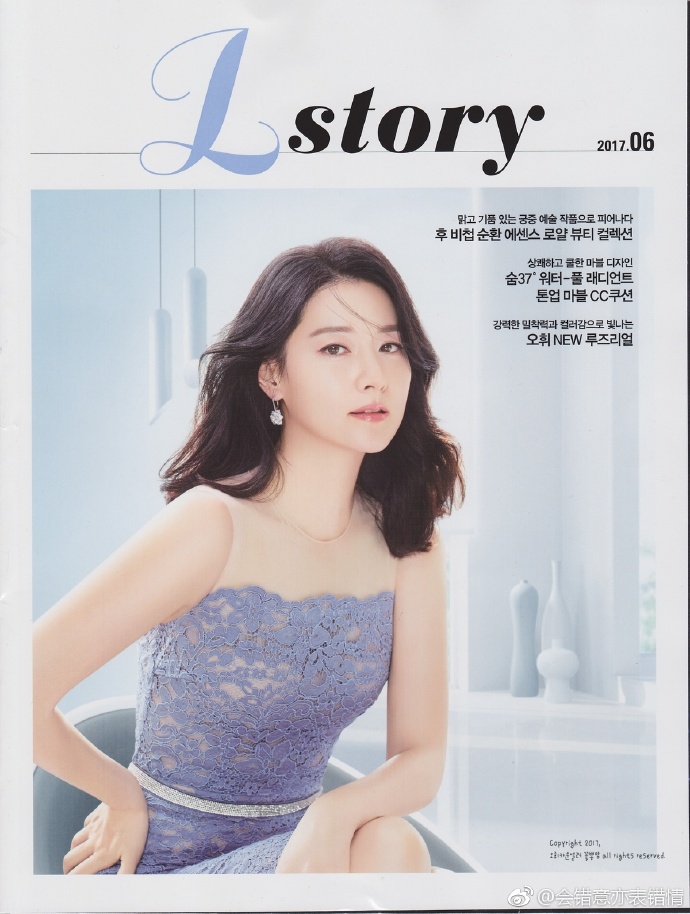 L story
2017.06
맑고 기품 있는 궁중 예술 작품으로 피어나다
후 비첩 순환 에센스 로얄 뷰티 컬렉션
상쾌하고 쿨한 마블 디자인
숨37° 워터-풀 래디언트
톤업 마블 CC쿠션
강력한 밀착력과 컬러감으로 빛나는
오휘 NEW 루즈리얼
Copyright 2017,
all rights reserved.
@会错意亦表错情